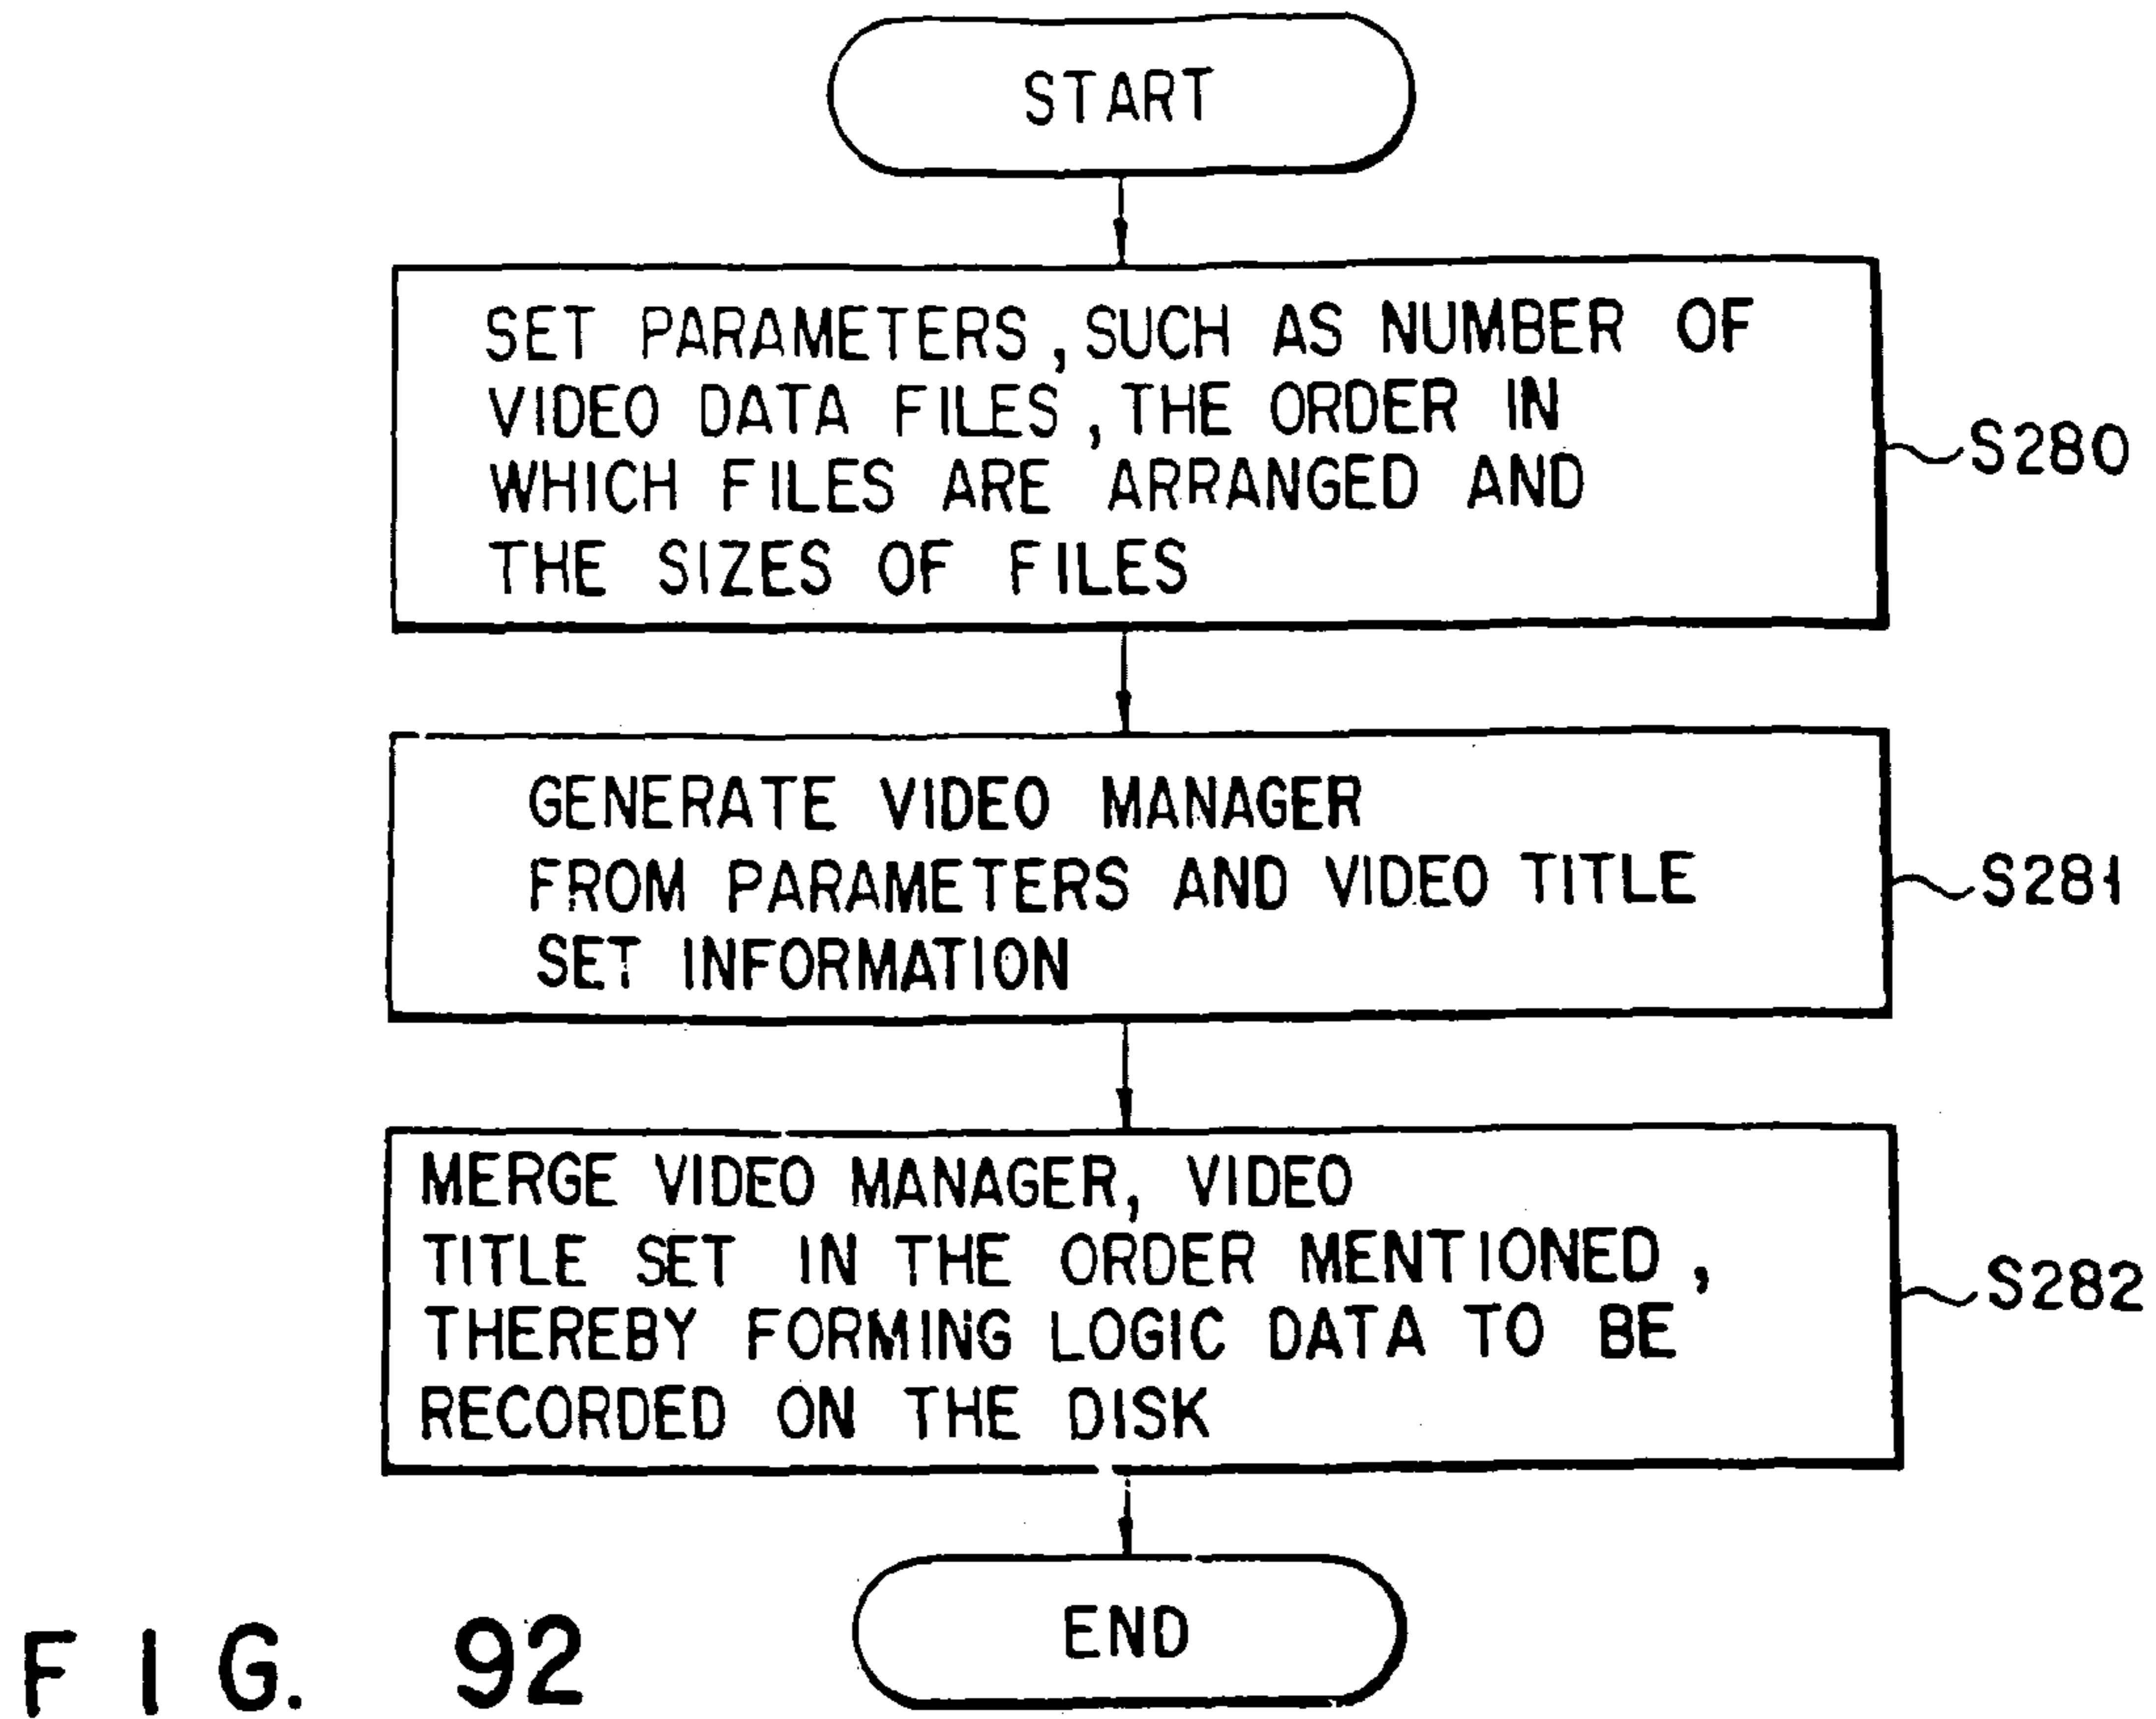 START
SET PARAMETERS, SUCH AS NUMBER OF
VIDEO DATA FILES, THE ORDER IN
WHICH FILES ARE ARRANGED AND
THE SIZES OF FILES
S280
GENERATE VIDEO MANAGER
FROM PARAMETERS AND VIDEO TITLE
SET INFORMATION
S281
MERGE VIDEO MANAGER, VIDEO
TITLE SET IN THE ORDER MENTIONED,
THEREBY FORMING LOGIC DATA TO BE
RECORDED ON THE DISK
S282
END
FIG. 92